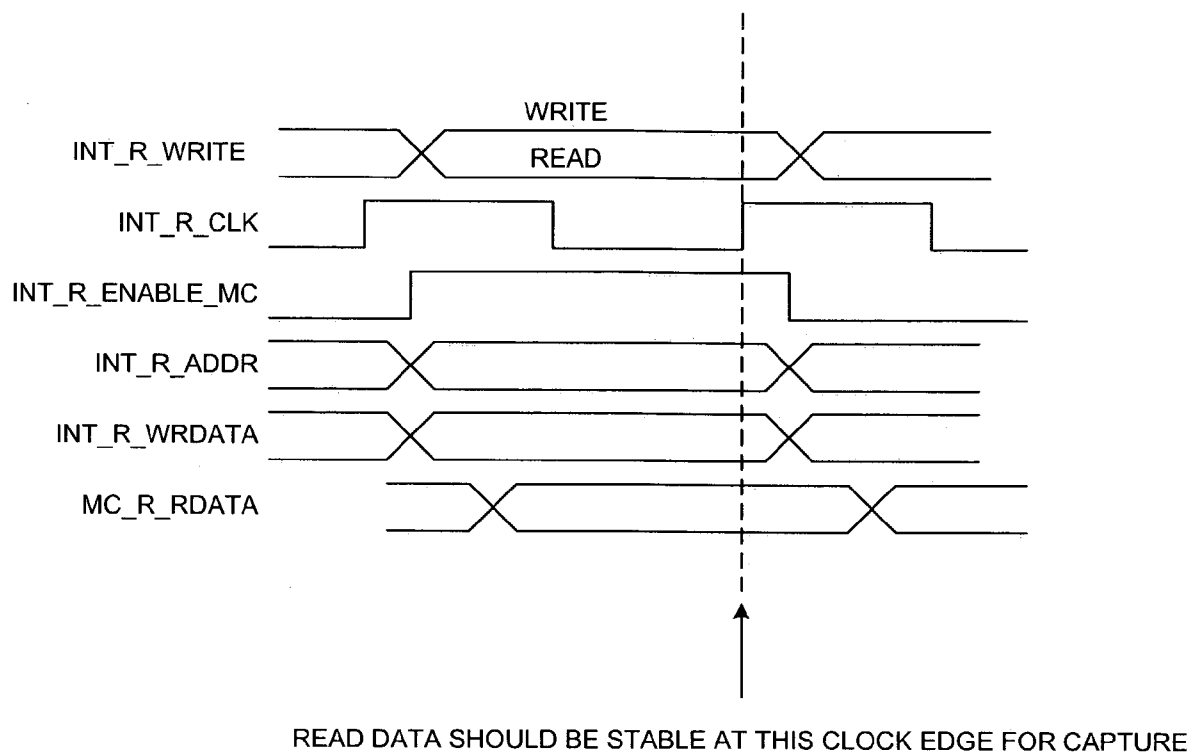 WRITE
INT_R_WRITE
READ
INT_R_CLK
INT_R_ENABLE_MC
INT_R_ADDR
INT_R_WRDATA
MC_R_RDATA
READ DATA SHOULD BE STABLE AT THIS CLOCK EDGE FOR CAPTURE